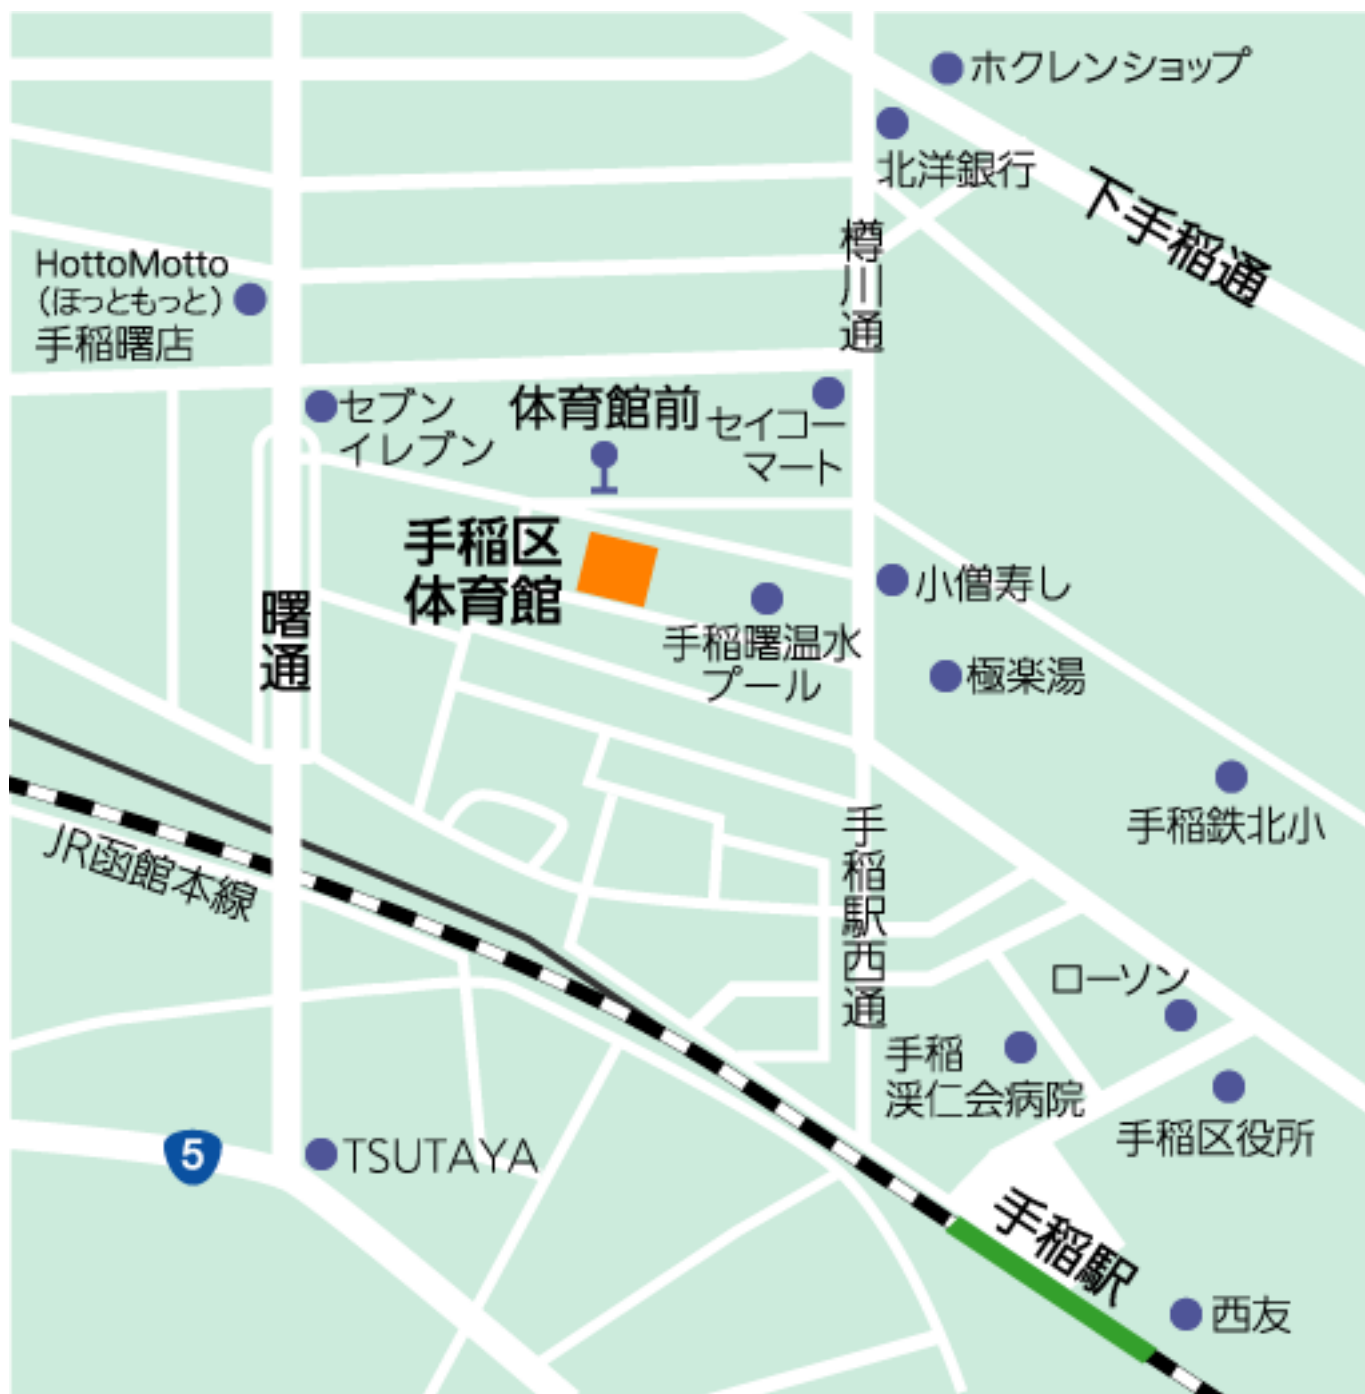 ホクレンショップ
北洋銀行
下手稲通
樽川通
HottoMotto
（ほっともっと）
手稲曙店
セブン
イレブン
体育館前
セイコー
マート
手稲区
体育館
小僧寿し
曙通
手稲曙温水
プール
極楽湯
手稲鉄北小
手稲駅西通
JR函館本線
ローソン
手稲
渓仁会病院
手稲区役所
5
TSUTAYA
手稲駅
西友